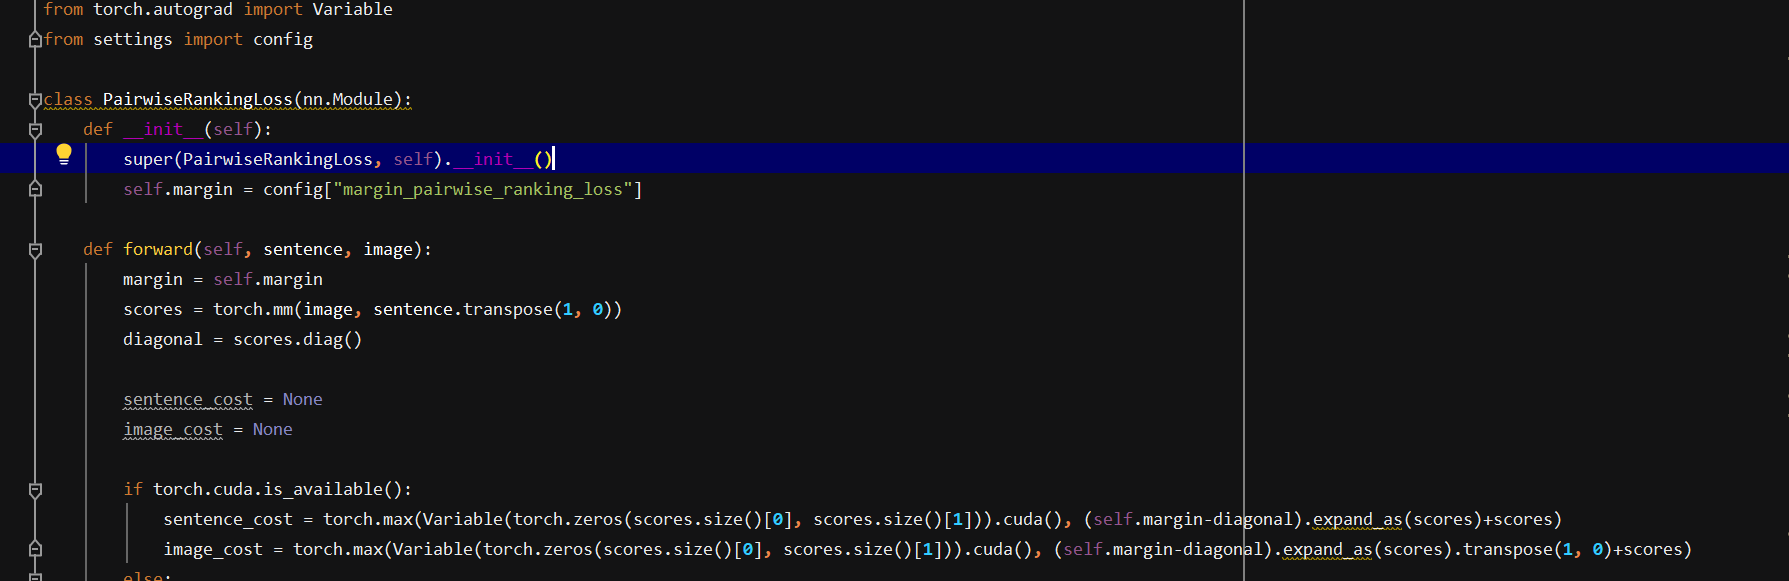 from torch.autograd import Variable
from settings import config
class PairwiseRankingLoss(nn.Module):
def __init__(self):
super(PairwiseRankingLoss, self).__init__()
self.margin = config["margin_pairwise_ranking_loss"]
def forward(self, sentence, image):
margin = self.margin
scores = torch.mm(image, sentence.transpose(1, 0))
diagonal = scores.diag()
sentence_cost = None
image_cost = None
if torch.cuda.is_available():
sentence_cost = torch.max(Variable(torch.zeros(scores.size()[0], scores.size()[1])).cuda(), (self.margin-diagonal).expand_as(scores)+scores)
image_cost = torch.max(Variable(torch.zeros(scores.size()[0], scores.size()[1])).cuda(), (self.margin-diagonal).expand_as(scores).transpose(1, 0)+scores)
else: